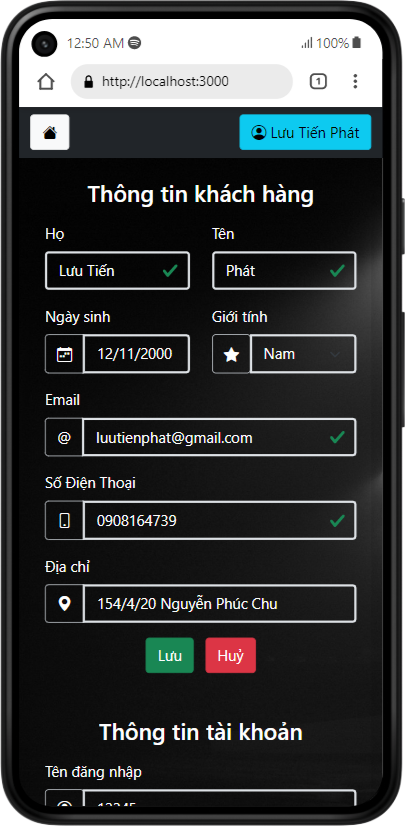 12:50 AM 100%
http://localhost:3000 1
Lưu Tiến Phát
Thông tin khách hàng
Họ Tên
Lưu Tiến Phát
Ngày sinh Giới tính
12/11/2000 Nam
Email
@ luutienphat@gmail.com
Số Điện Thoại
0908164739
Địa chỉ
154/4/20 Nguyễn Phúc Chu
Lưu Huỷ
Thông tin tài khoản
Tên đăng nhập
12345